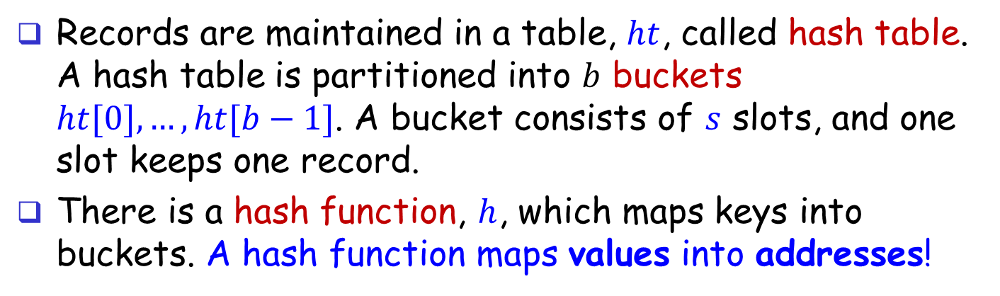 Records are maintained in a table, ht, called hash table.
A hash table is partitioned into b buckets
ht[0], … , ht[b − 1]. A bucket consists of s slots, and one
slot keeps one record.
There is a hash function, h, which maps keys into
buckets. A hash function maps values into addresses!